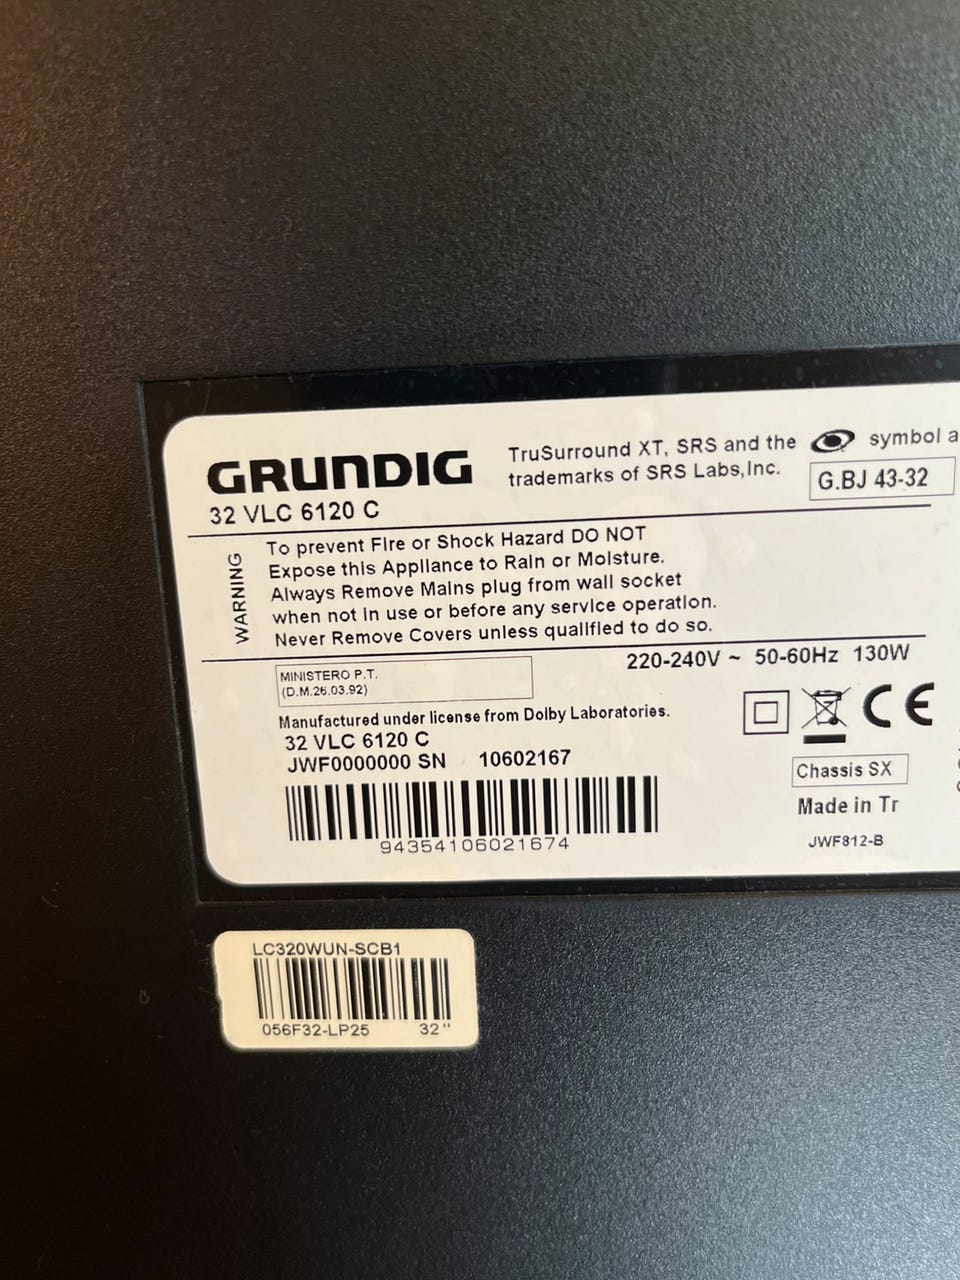 GRUNDIG
32 VLC 6120 C
TruSurround XT, SRS and the symbol a
trademarks of SRS Labs,Inc.
G.BJ 43-32
WARNING
To prevent Fire or Shock Hazard DO NOT
Expose this Appliance to Rain or Moisture.
Always Remove Mains plug from wall socket
when not in use or before any service operation.
Never Remove Covers unless qualified to do so.
220-240V ~ 50-60Hz 130W
MINISTERO P.T.
(D.M.26.03.92)
Manufactured under license from Dolby Laboratories.
32 VLC 6120 C
JWF0000000 SN 10602167
94354106021674
CE
Chassis SX
Made in Tr
JWF812-B
LC320WUN-SCB1
056F32-LP25 32"